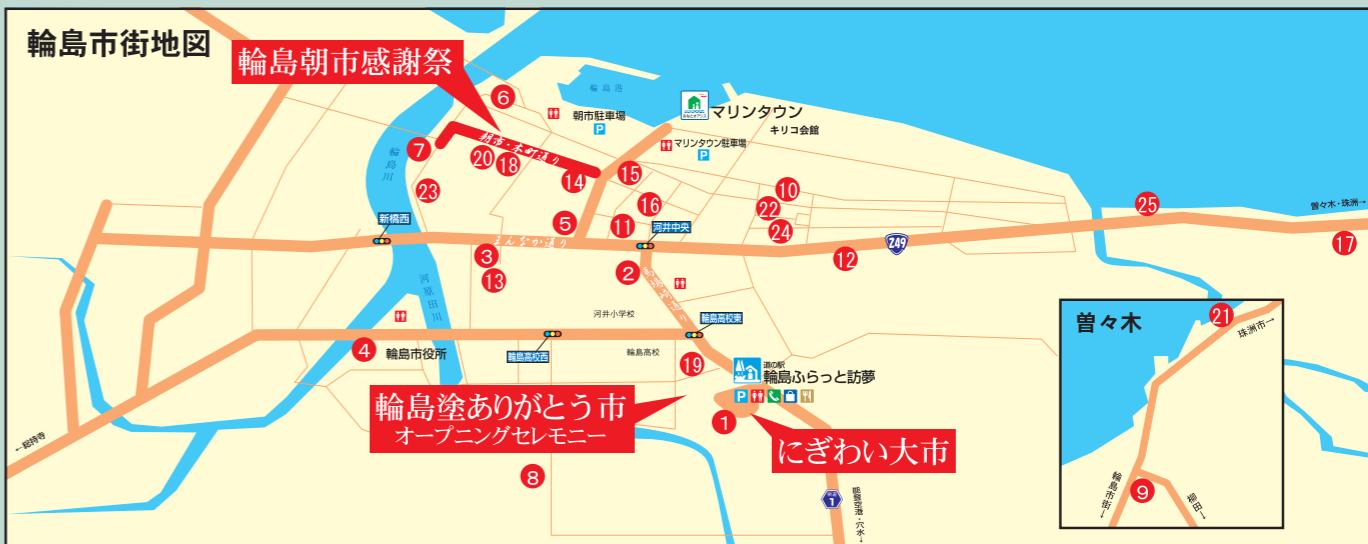 輪島市街地図
輪島朝市感謝祭
輪島港
マリンタウン
キリコ会館
朝市駐車場
P
マリンタウン駐車場
P
朝市・本町通り
輪島川
6
7
20
18
14
15
23
16
10
22
24
5
11
25
曽々木・珠洲→
17
新橋西
まんなか通り
河井中央
249
12
3
13
2
河原田川
河井小学校
輪島高校東
輪島高校西
輪島高校
4
輪島市役所
19
道の駅
輪島ふらっと訪夢
P
1
輪島塗ありがとう市
オープニングセレモニー
にぎわい大市
←総持寺
8
1
能登空港・穴水→
曽々木
21
珠洲市→
9
輪島市街→
柳田→